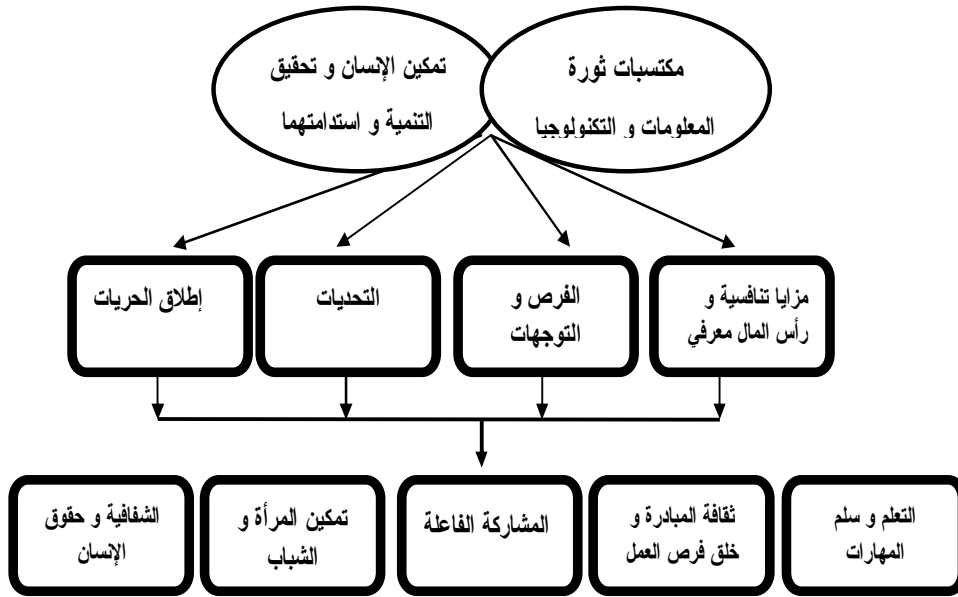 مكتسبات ثورة
المعلومات و التكنولوجيا
تمكين الإنسان و تحقيق
التنمية و استدامتهما
مزايا تنافسية و
رأس المال معرفي
الفرص و
التوجهات
التحديات
إطلاق الحريات
التعلم و سلم
المهارات
ثقافة المبادرة و
خلق فرص العمل
المشاركة الفاعلة
تمكين المرأة و
الشباب
الشفافية و حقوق
الإنسان